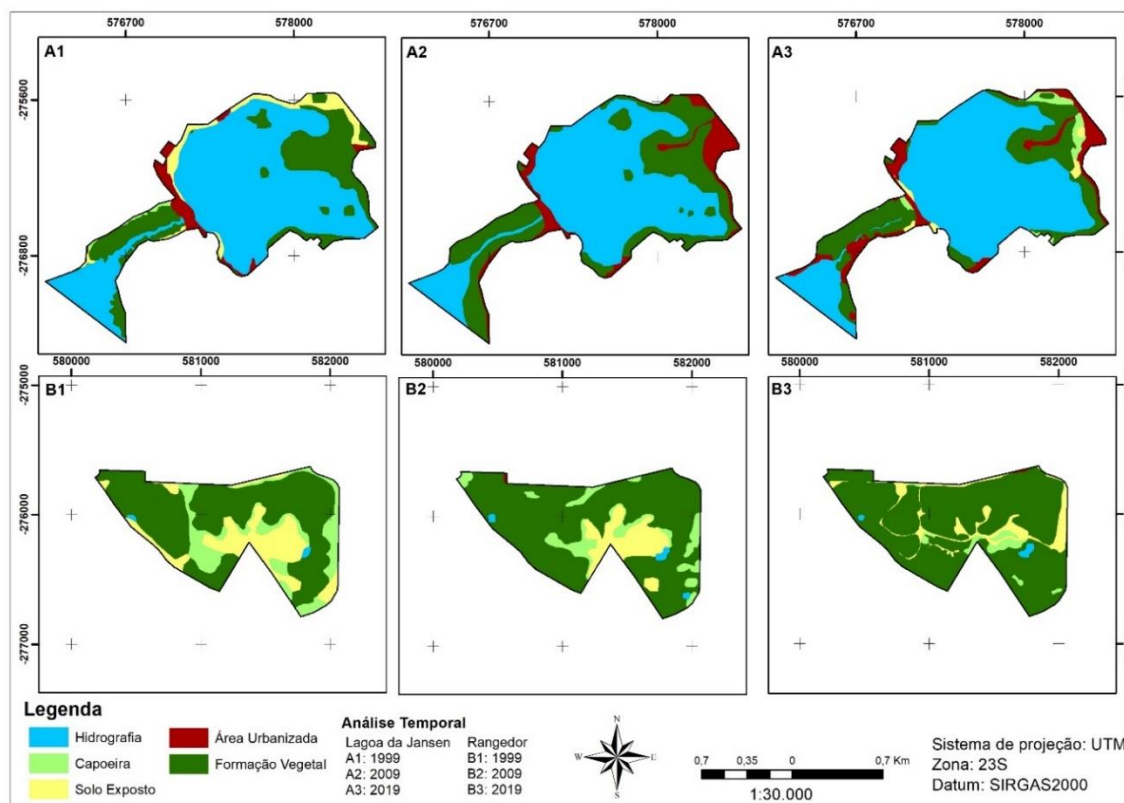 576700 578000 576700 578000 576700 578000
A1 A2 A3
-275600
-276800
580000 581000 582000 580000 581000 582000 580000 581000 582000
B1 B2 B3
-275000
-276000
-277000
Legenda
Hidrografia
Capoeira
Solo Exposto
Área Urbanizada
Formação Vegetal
Análise Temporal
Lagoa da Jansen Rangedor
A1: 1999 B1: 1999
A2: 2009 B2: 2009
A3: 2019 B3: 2019
N
W E
S
0,7 0,35 0 0,7 Km
1:30.000
Sistema de projeção: UTM
Zona: 23S
Datum: SIRGAS2000